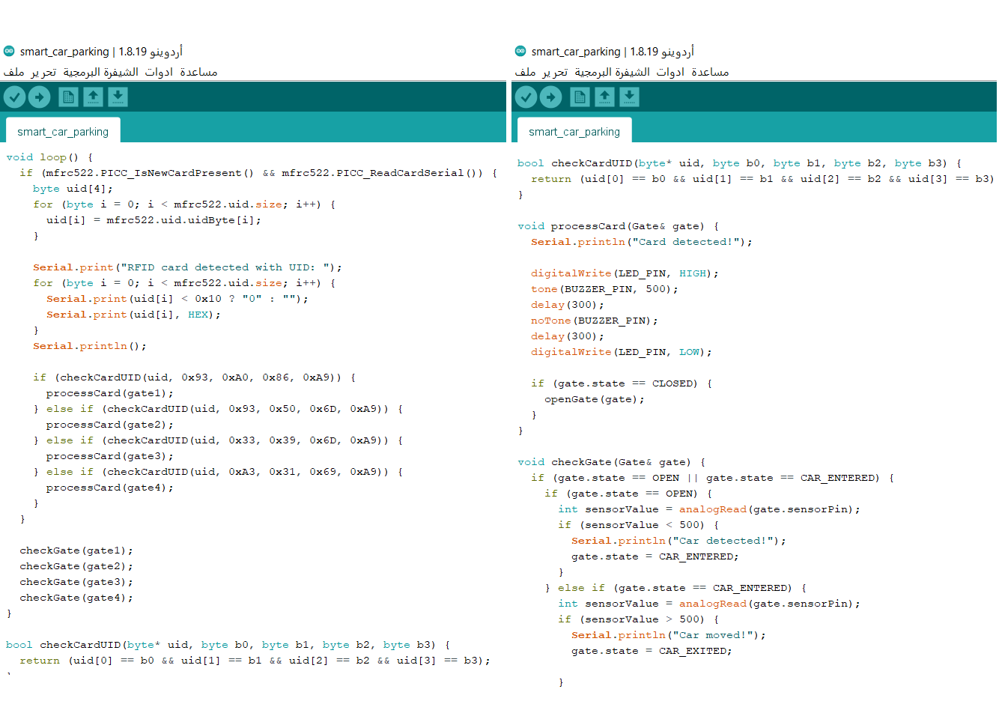 smart_car_parking | أردوينو 1.8.19
ملف تحرير الشيفرة البرمجية ادوات مساعدة
smart_car_parking
void loop() {
  if (mfrc522.PICC_IsNewCardPresent() && mfrc522.PICC_ReadCardSerial()) {
    byte uid[4];
    for (byte i = 0; i < mfrc522.uid.size; i++) {
      uid[i] = mfrc522.uid.uidByte[i];
    }
    Serial.print("RFID card detected with UID: ");
    for (byte i = 0; i < mfrc522.uid.size; i++) {
      Serial.print(uid[i] < 0x10 ? "0" : "");
      Serial.print(uid[i], HEX);
    }
    Serial.println();
    if (checkCardUID(uid, 0x93, 0xA0, 0x86, 0xA9)) {
      processCard(gate1);
    } else if (checkCardUID(uid, 0x93, 0x50, 0x6D, 0xA9)) {
      processCard(gate2);
    } else if (checkCardUID(uid, 0x33, 0x39, 0x6D, 0xA9)) {
      processCard(gate3);
    } else if (checkCardUID(uid, 0xA3, 0x31, 0x69, 0xA9)) {
      processCard(gate4);
    }
  }
  checkGate(gate1);
  checkGate(gate2);
  checkGate(gate3);
  checkGate(gate4);
}
bool checkCardUID(byte* uid, byte b0, byte b1, byte b2, byte b3) {
  return (uid[0] == b0 && uid[1] == b1 && uid[2] == b2 && uid[3] == b3);
smart_car_parking | أردوينو 1.8.19
ملف تحرير الشيفرة البرمجية ادوات مساعدة
smart_car_parking
bool checkCardUID(byte* uid, byte b0, byte b1, byte b2, byte b3) {
  return (uid[0] == b0 && uid[1] == b1 && uid[2] == b2 && uid[3] == b3)
}
void processCard(Gate& gate) {
  Serial.println("Card detected!");
  digitalWrite(LED_PIN, HIGH);
  tone(BUZZER_PIN, 500);
  delay(300);
  noTone(BUZZER_PIN);
  delay(300);
  digitalWrite(LED_PIN, LOW);
  if (gate.state == CLOSED) {
    openGate(gate);
  }
}
void checkGate(Gate& gate) {
  if (gate.state == OPEN || gate.state == CAR_ENTERED) {
    if (gate.state == OPEN) {
      int sensorValue = analogRead(gate.sensorPin);
      if (sensorValue < 500) {
        Serial.println("Car detected!");
        gate.state = CAR_ENTERED;
      }
    } else if (gate.state == CAR_ENTERED) {
      int sensorValue = analogRead(gate.sensorPin);
      if (sensorValue > 500) {
        Serial.println("Car moved!");
        gate.state = CAR_EXITED;
      }